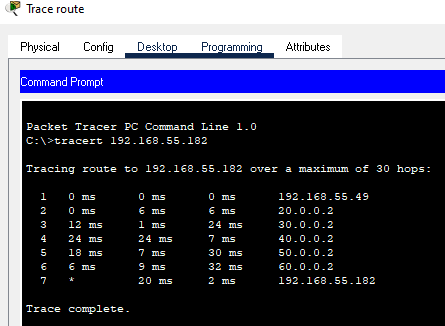 Trace route
Physical Config Desktop Programming Attributes
Command Prompt
Packet Tracer PC Command Line 1.0
C:\>tracert 192.168.55.182
Tracing route to 192.168.55.182 over a maximum of 30 hops:
1 0 ms 0 ms 0 ms 192.168.55.49
2 0 ms 6 ms 6 ms 20.0.0.2
3 12 ms 1 ms 24 ms 30.0.0.2
4 24 ms 24 ms 7 ms 40.0.0.2
5 18 ms 7 ms 30 ms 50.0.0.2
6 6 ms 9 ms 32 ms 60.0.0.2
7 * 20 ms 2 ms 192.168.55.182
Trace complete.